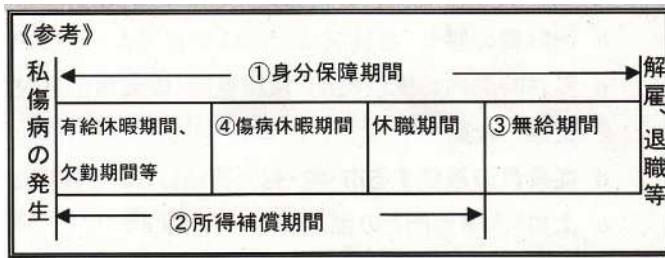 《参考》
私傷病の発生
①身分保障期間
有給休暇期間、
欠勤期間等
④傷病休暇期間
休職期間
③無給期間
②所得補償期間
解雇、退職等